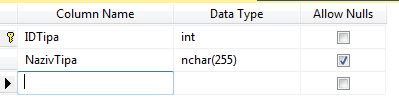 Column Name Data Type Allow Nulls
IDTipa int
NazivTipa nchar(255)